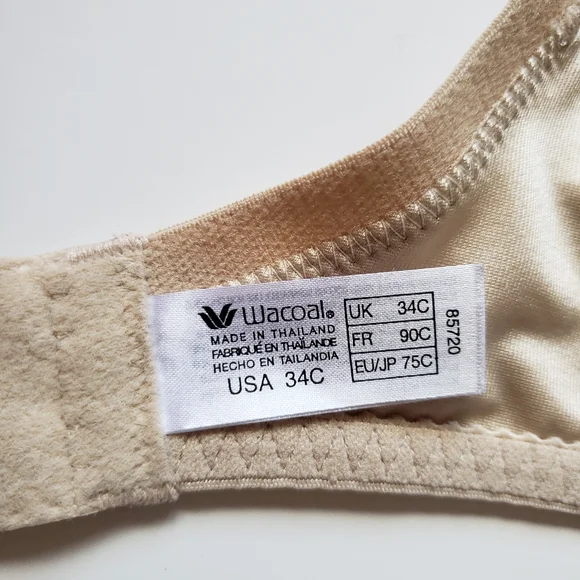 Wacoal®
MADE IN THAILAND
FABRIQUÉ EN THAÏLANDE
HECHO EN TAILANDIA
USA 34C
UK 34C
FR 90C
EU/JP 75C
85720